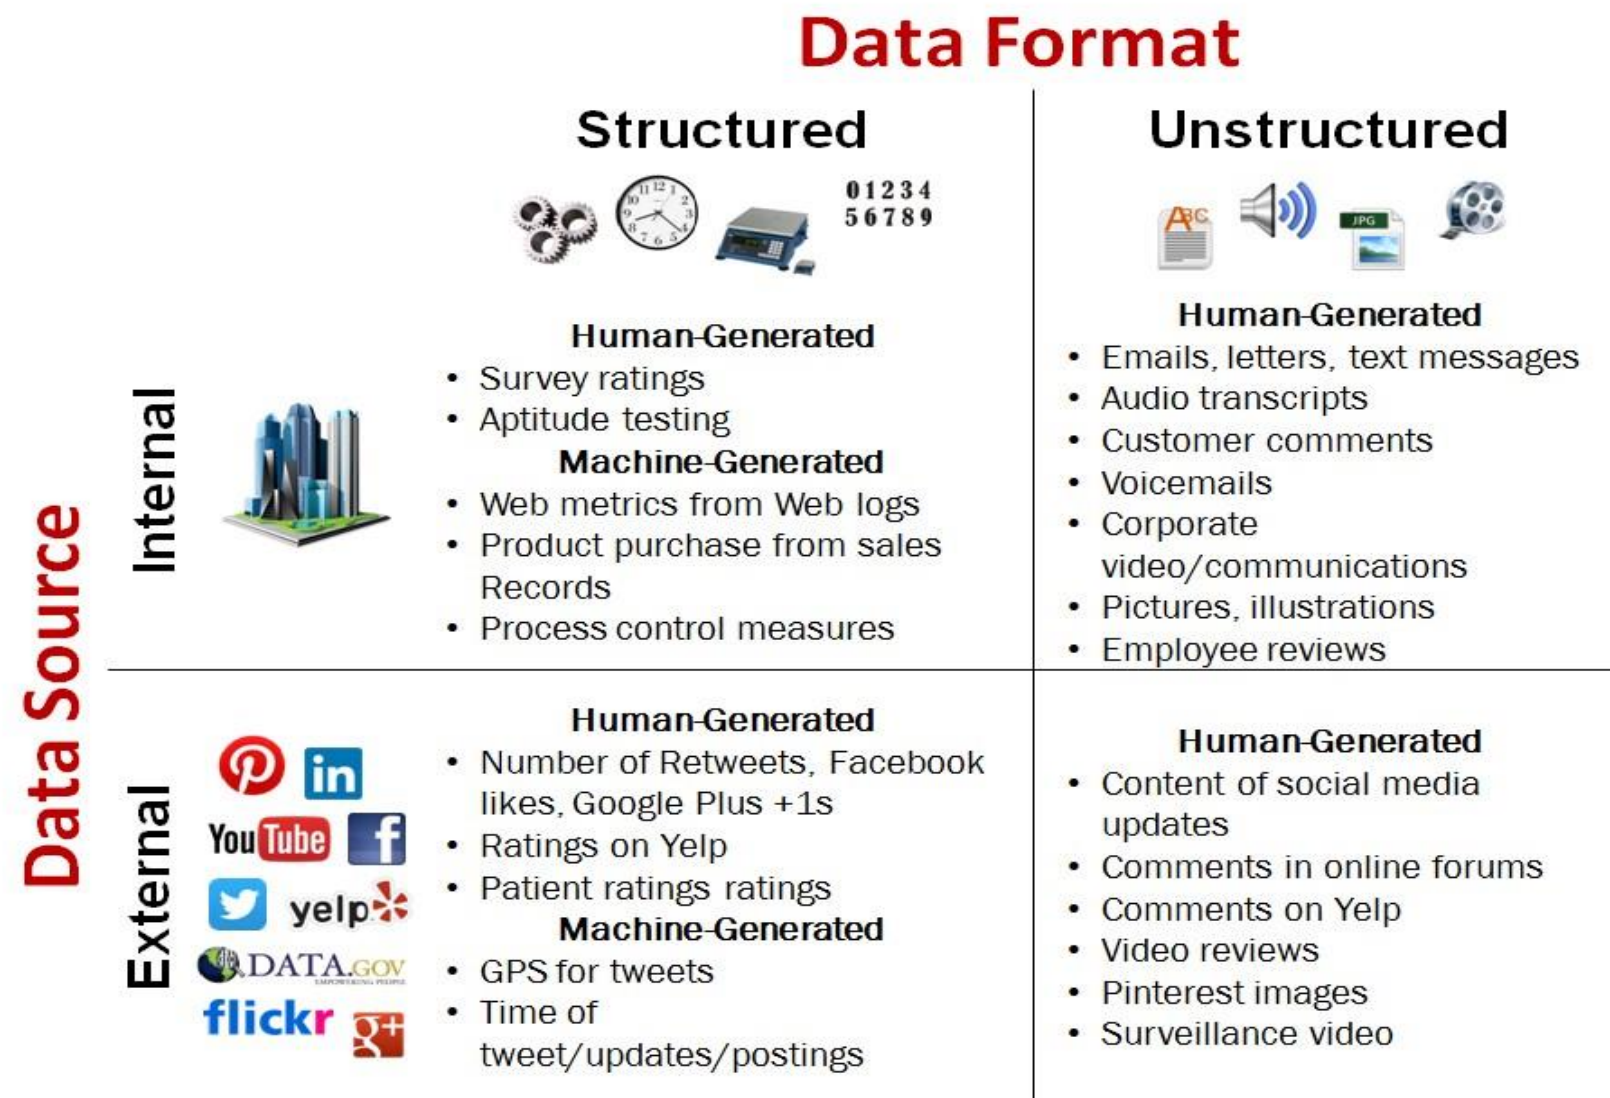 Data Format
Structured
Unstructured
01234
56789
ABC
JPG
Data Source
Internal
Human-Generated
• Survey ratings
• Aptitude testing
Machine-Generated
• Web metrics from Web logs
• Product purchase from sales
Records
• Process control measures
Human-Generated
• Emails, letters, text messages
• Audio transcripts
• Customer comments
• Voicemails
• Corporate
video/communications
• Pictures, illustrations
• Employee reviews
External
in
You Tube
f
yelp
DATA.GOV
EMPOWERING PEOPLE
flickr
g+
Human-Generated
• Number of Retweets, Facebook
likes, Google Plus +1s
• Ratings on Yelp
• Patient ratings ratings
Machine-Generated
• GPS for tweets
• Time of
tweet/updates/postings
Human-Generated
• Content of social media
updates
• Comments in online forums
• Comments on Yelp
• Video reviews
• Pinterest images
• Surveillance video